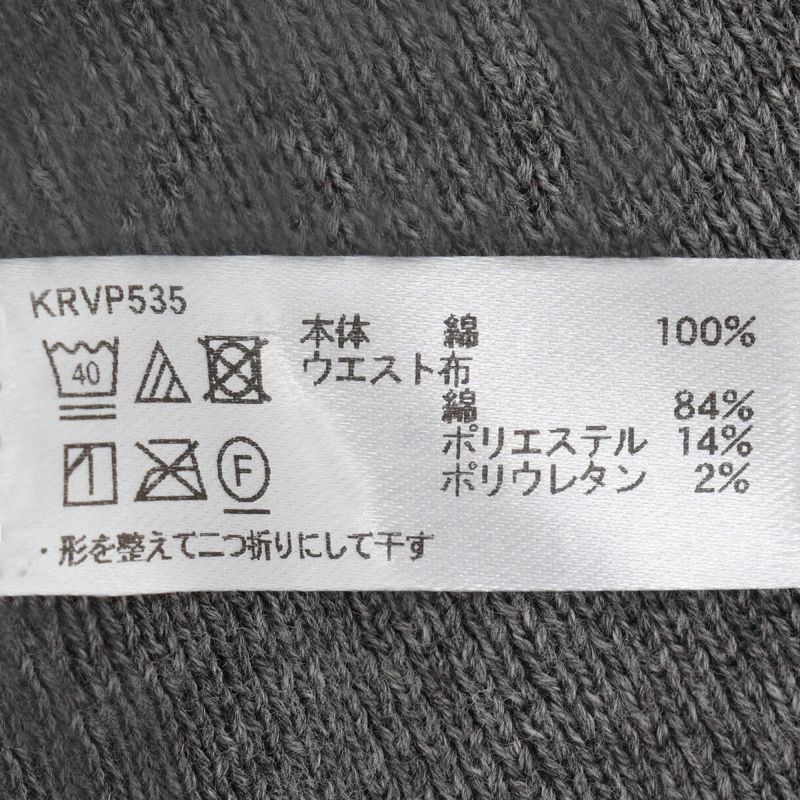 KRVP535
40
F
・形を整えて二つ折りにして干す
本体 綿 100%
ウエスト布
綿 84%
ポリエステル 14%
ポリウレタン 2%